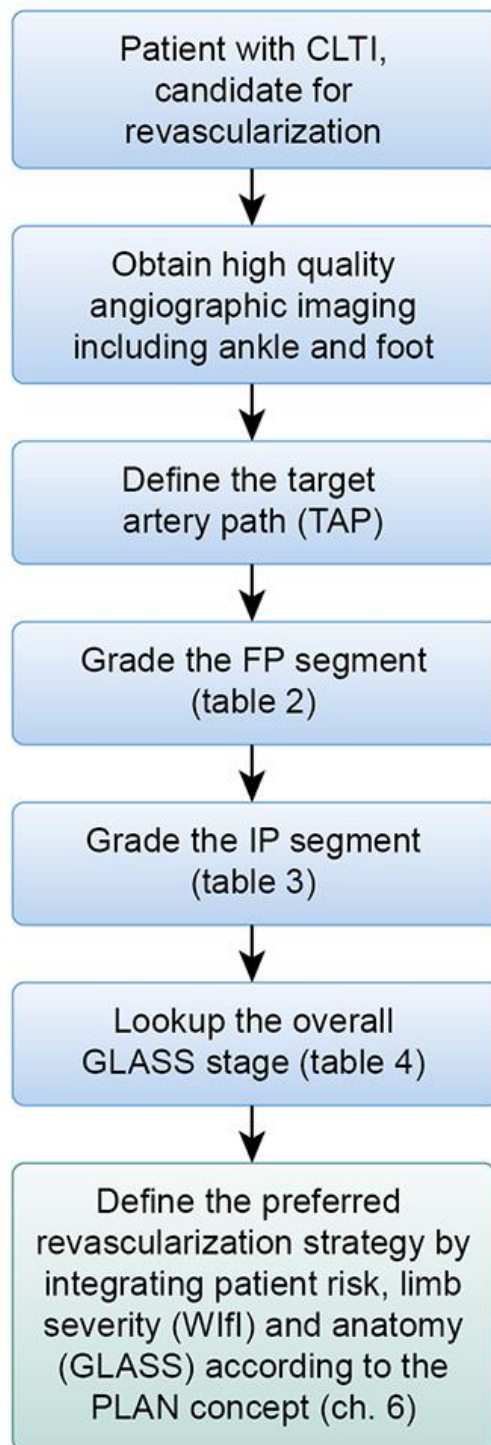 Patient with CLTI,
candidate for
revascularization
Obtain high quality
angiographic imaging
including ankle and foot
Define the target
artery path (TAP)
Grade the FP segment
(table 2)
Grade the IP segment
(table 3)
Lookup the overall
GLASS stage (table 4)
Define the preferred
revascularization strategy by
integrating patient risk, limb
severity (WIfI) and anatomy
(GLASS) according to the
PLAN concept (ch. 6)